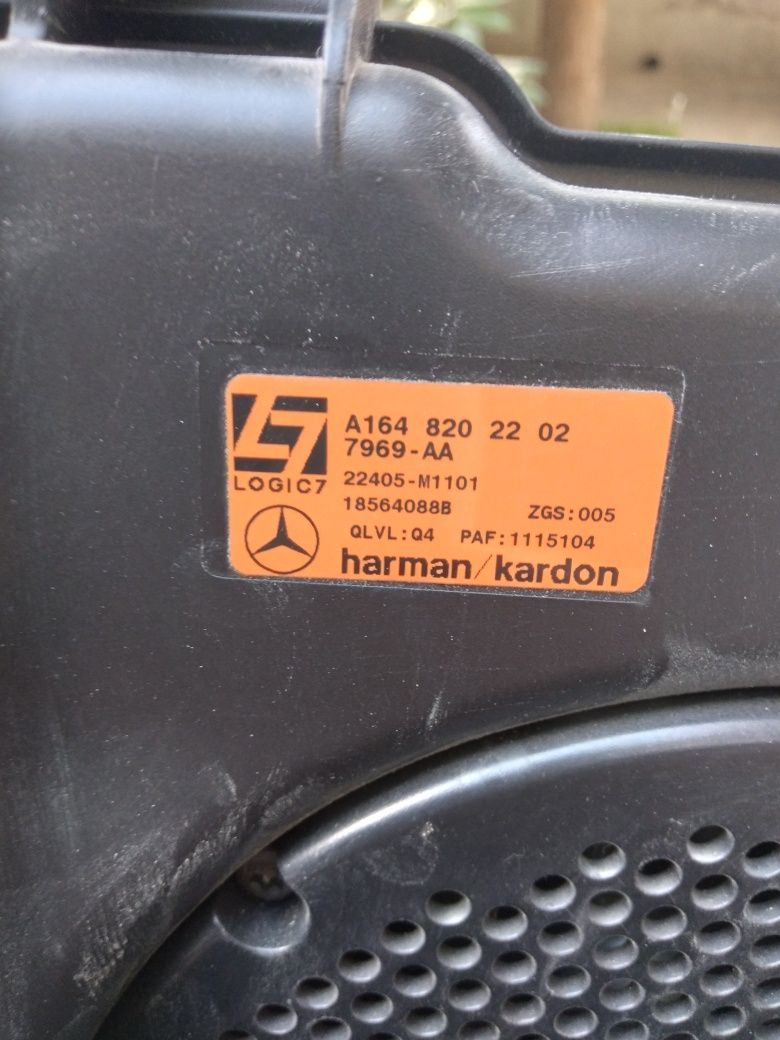 A164 820 22 02
7969-AA
LOGIC7
22405-M1101
18564088B
ZGS:005
QLVL:Q4 PAF:1115104
harman/kardon